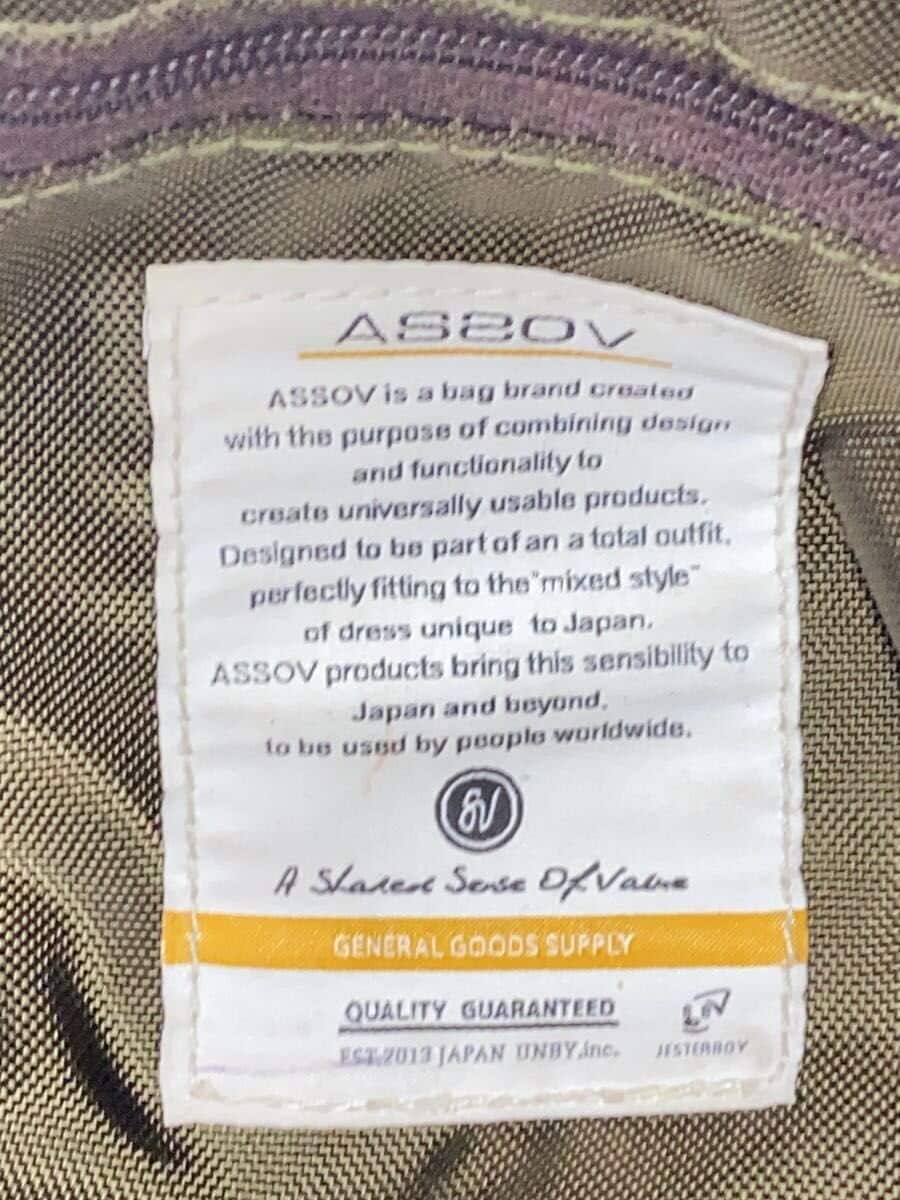 AS2OV
ASSOV is a bag brand created
with the purpose of combining design
and functionality to
create universally usable products.
Designed to be part of an a total outfit,
perfectly fitting to the "mixed style"
of dress unique to Japan.
ASSOV products bring this sensibility to
Japan and beyond.
to be used by people worldwide.
SV
A Shared Sense Of Value
GENERAL GOODS SUPPLY
QUALITY GUARANTEED
EST.2013 JAPAN UNBY.inc.
JESTERBOY